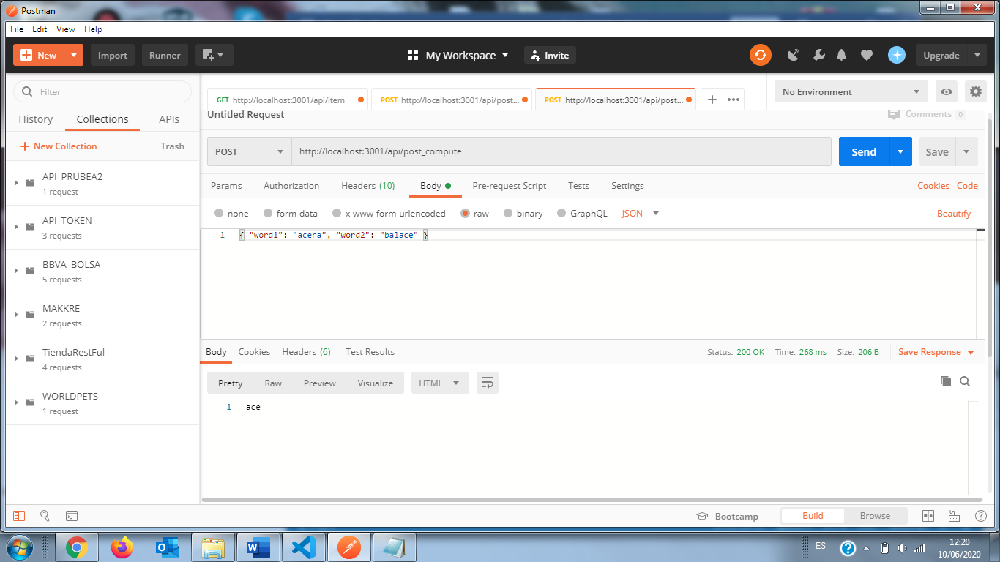 Postman
File Edit View Help
New Import Runner My Workspace Invite Upgrade
Filter
History Collections APIs
New Collection Trash
API_PRUBEA2
1 request
API_TOKEN
3 requests
BBVA_BOLSA
5 requests
MAKKRE
2 requests
TiendaRestFul
4 requests
WORLDPETS
1 request
GET http://localhost:3001/api/item POST http://localhost:3001/api/post... POST http://localhost:3001/api/post... No Environment
Untitled Request Comments 0
POST http://localhost:3001/api/post_compute Send Save
Params Authorization Headers (10) Body Pre-request Script Tests Settings Cookies Code
none form-data x-www-form-urlencoded raw binary GraphQL JSON Beautify
1 { "word1": "acera", "word2": "balace" }
Body Cookies Headers (6) Test Results Status: 200 OK Time: 268 ms Size: 206 B Save Response
Pretty Raw Preview Visualize HTML
1 ace
Bootcamp Build Browse
ES 12:20
10/06/2020